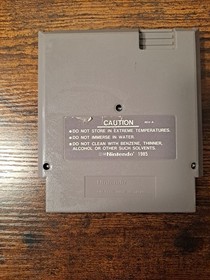 CAUTION
●DO NOT STORE IN EXTREME TEMPERATURES.
●DO NOT IMMERSE IN WATER.
●DO NOT CLEAN WITH BENZENE, THINNER,
ALCOHOL OR OTHER SUCH SOLVENTS.
Nintendo 1985